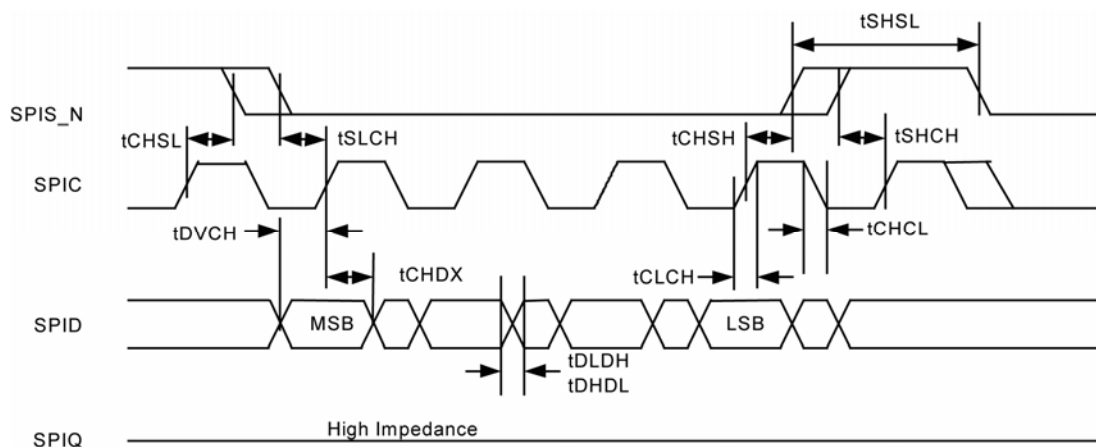 tSHSL
SPIS_N
tCHSL
tSLCH
tCHSH
tSHCH
SPIC
tDVCH
tCHCL
tCHDX
tCLCH
SPID
MSB
LSB
tDLDH
tDHDL
High Impedance
SPIQ